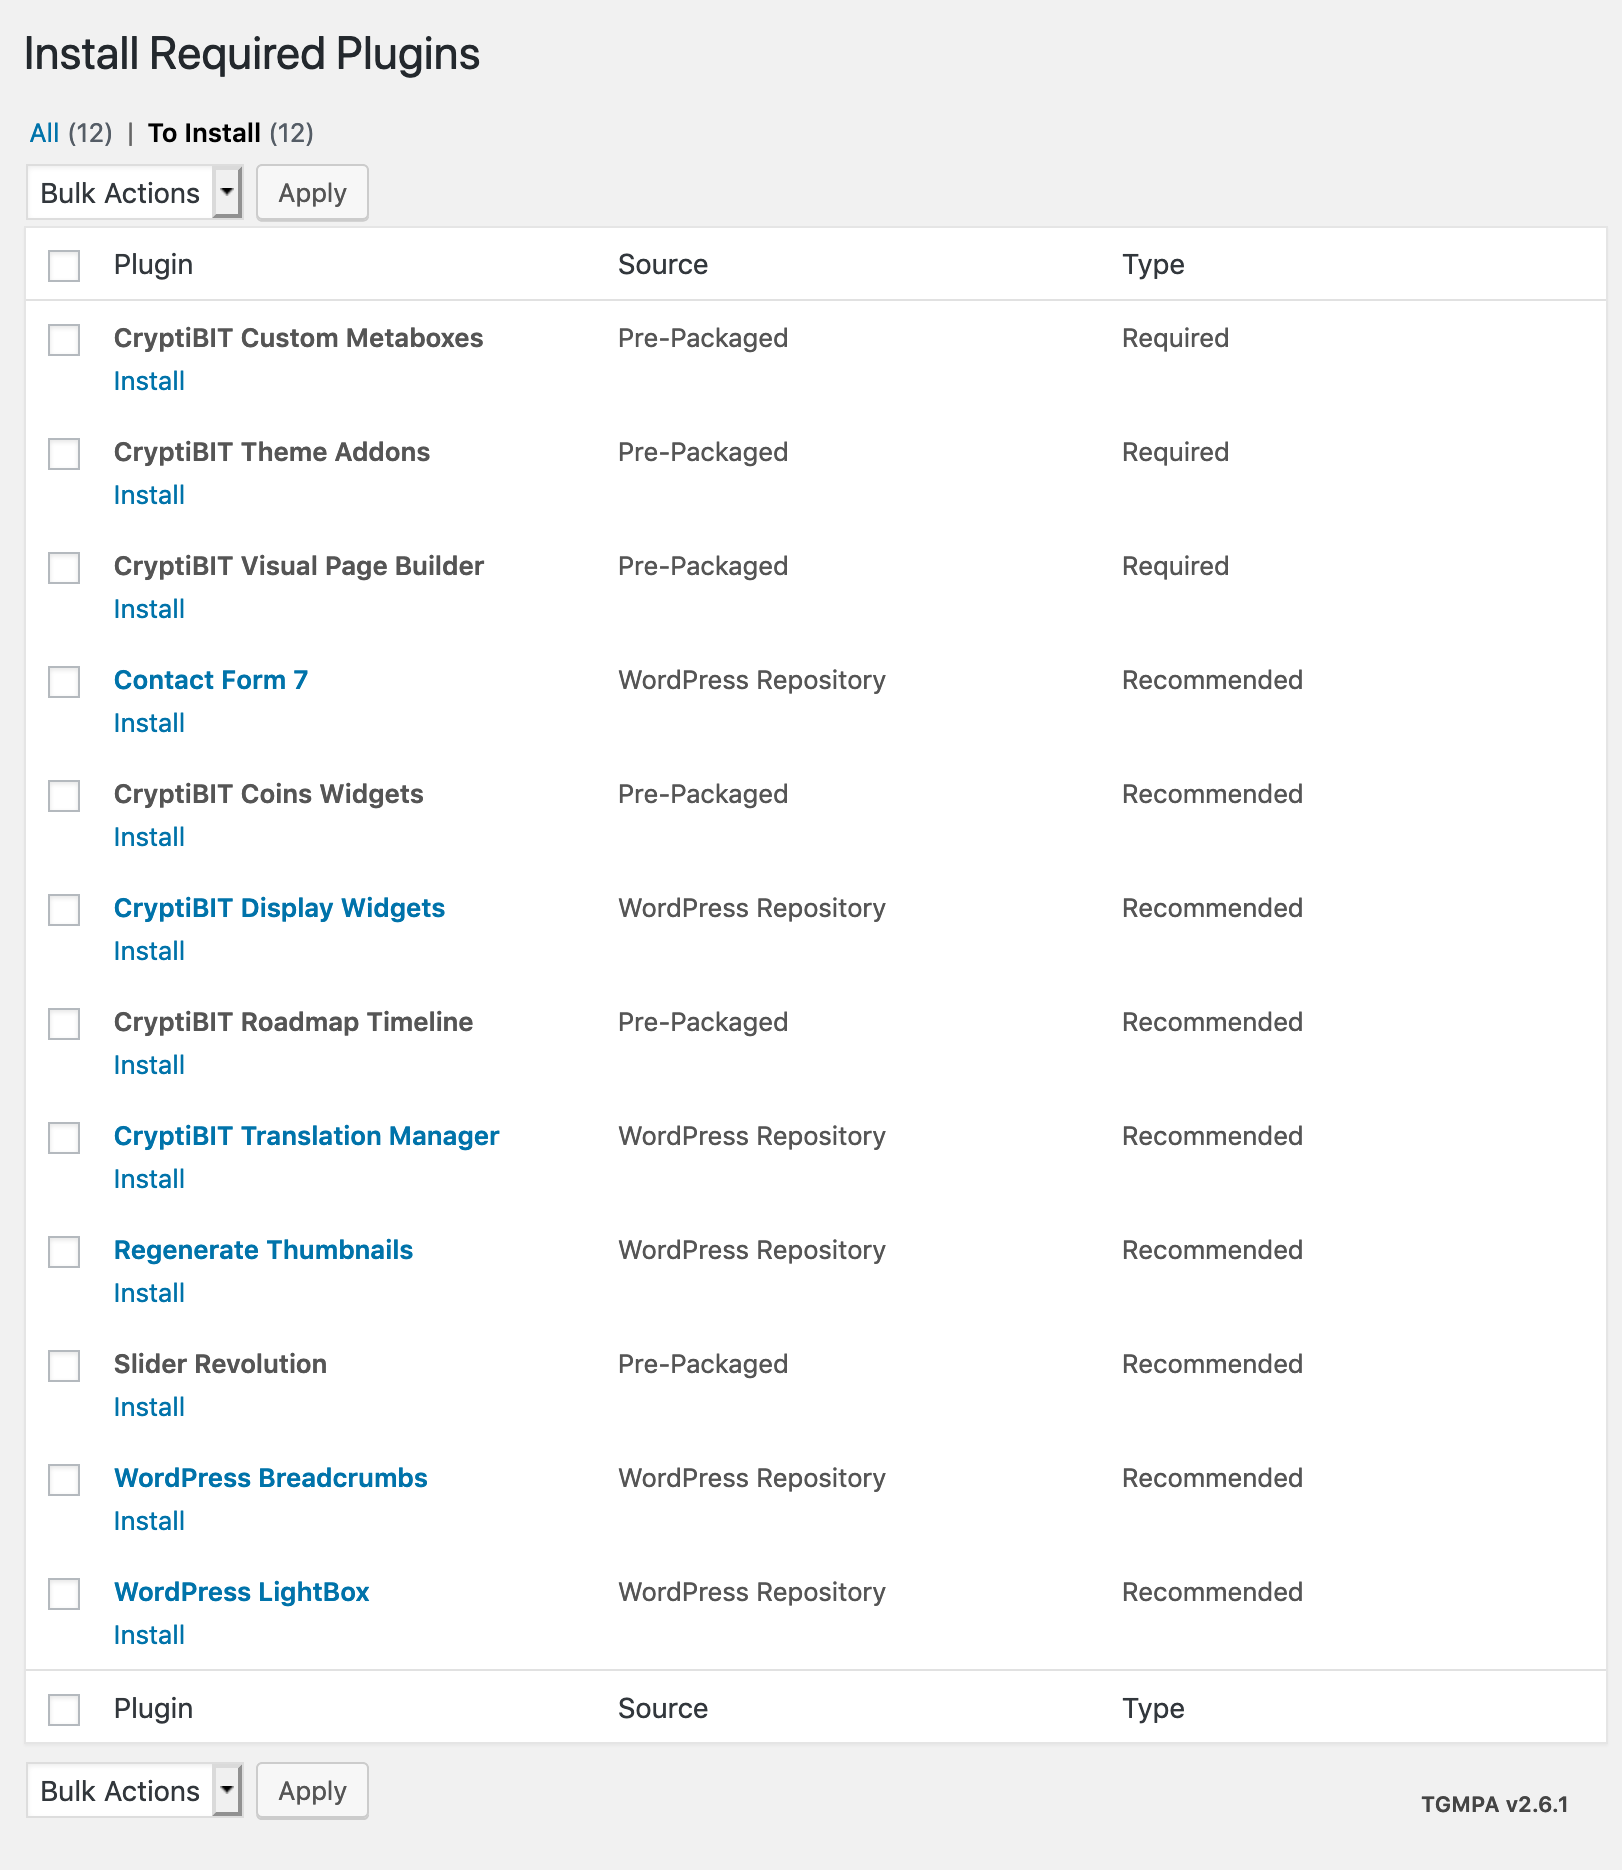 Install Required Plugins
All (12) | To Install (12)
Bulk Actions Apply
Plugin Source Type
CryptiBIT Custom Metaboxes Pre-Packaged Required
Install
CryptiBIT Theme Addons Pre-Packaged Required
Install
CryptiBIT Visual Page Builder Pre-Packaged Required
Install
Contact Form 7 WordPress Repository Recommended
Install
CryptiBIT Coins Widgets Pre-Packaged Recommended
Install
CryptiBIT Display Widgets WordPress Repository Recommended
Install
CryptiBIT Roadmap Timeline Pre-Packaged Recommended
Install
CryptiBIT Translation Manager WordPress Repository Recommended
Install
Regenerate Thumbnails WordPress Repository Recommended
Install
Slider Revolution Pre-Packaged Recommended
Install
WordPress Breadcrumbs WordPress Repository Recommended
Install
WordPress LightBox WordPress Repository Recommended
Install
Plugin Source Type
Bulk Actions Apply
TGMPA v2.6.1